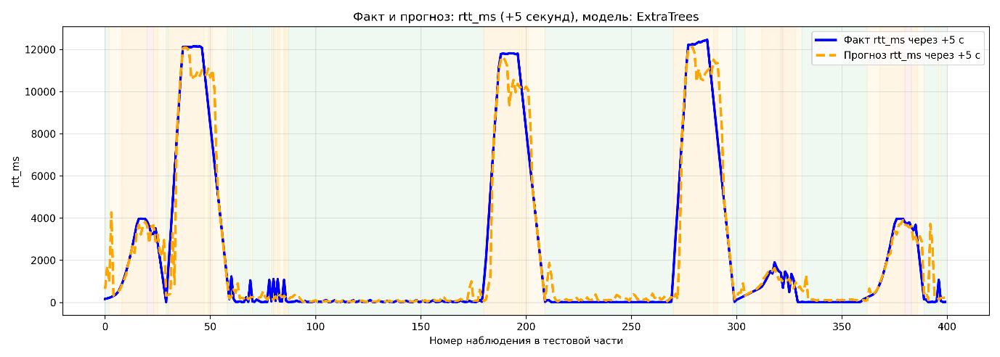 Факт и прогноз: rtt_ms (+5 секунд), модель: ExtraTrees
Факт rtt_ms через +5 с
Прогноз rtt_ms через +5 с
rtt_ms
12000
10000
8000
6000
4000
2000
0
0 50 100 150 200 250 300 350 400
Номер наблюдения в тестовой части